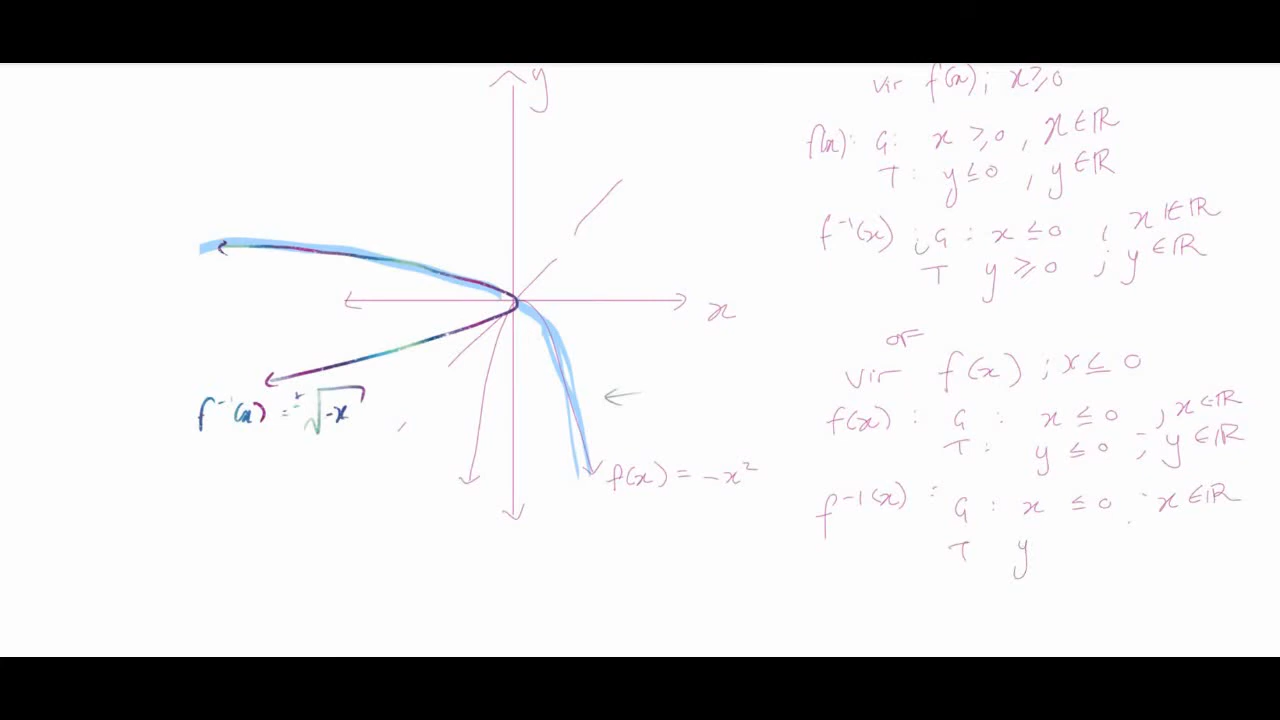 y
x
f⁻¹(x) = ±√-x
f(x) = -x²
vir f(x) ; x ≥ 0
f(x) : G : x ≥ 0 , x ∈ ℝ
T : y ≤ 0 , y ∈ ℝ
f⁻¹(x) ; G : x ≤ 0 , x ∈ ℝ
T y ≥ 0 ; y ∈ ℝ
of
vir f(x) ; x ≤ 0
f(x) : G : x ≤ 0 ; x ∈ ℝ
T : y ≤ 0 ; y ∈ ℝ
f⁻¹(x) : G : x ≤ 0 ; x ∈ ℝ
T y